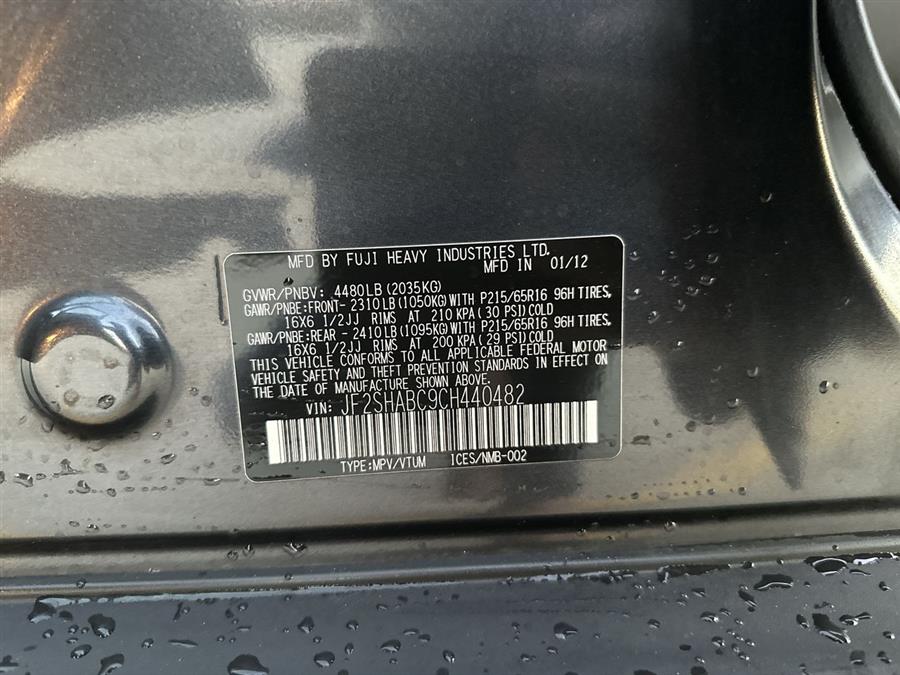 MFD BY FUJI HEAVY INDUSTRIES LTD.
MFD IN 01/12
GVWR/PNBV: 4480LB (2035KG)
GAWR/PNBE:FRONT-2310LB (1050KG) WITH P215/65R16 96H TIRES,
16X6 1/2JJ RIMS AT 210 KPA (30 PSI) COLD
GAWR/PNBE:REAR -2410LB (1095KG) WITH P215/65R16 96H TIRES,
16X6 1/2JJ RIMS AT 200 KPA (29 PSI) COLD
THIS VEHICLE CONFORMS TO ALL APPLICABLE FEDERAL MOTOR
VEHICLE SAFETY AND THEFT PREVENTION STANDARDS IN EFFECT ON
THE DATE OF MANUFACTURE SHOWN ABOVE.
VIN: JF2SHABC9CH440482
TYPE:MPV/VTUM ICES/NMB-002